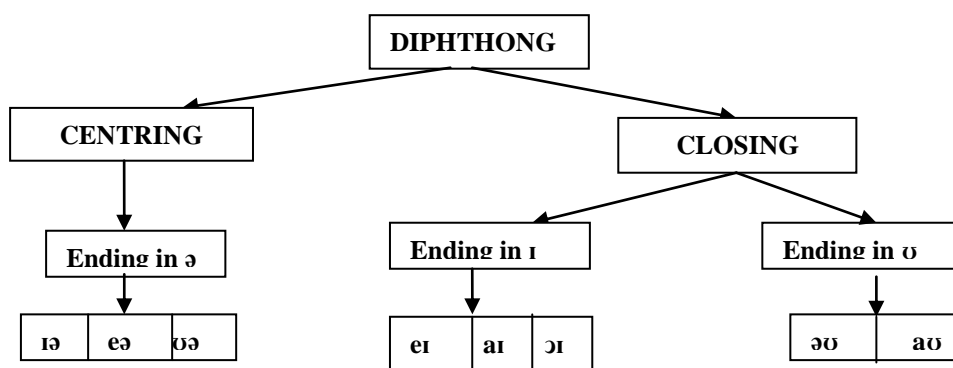 DIPHTHONG
CENTRING
CLOSING
Ending in ə
Ending in ɪ
Ending in ʊ
ɪə eə ʊə
eɪ aɪ ɔɪ
əʊ aʊ